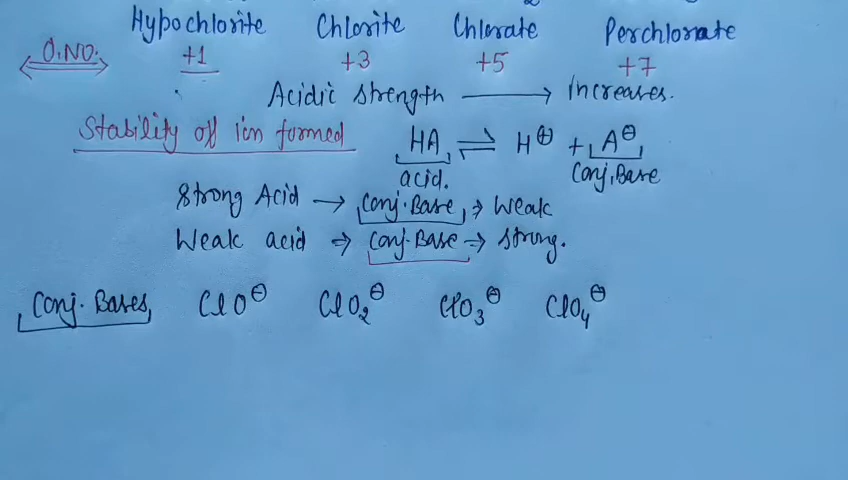 Hypochlorite Chlorite Chlorate Perchlorate
O.NO. +1 +3 +5 +7
Acidic strength → Increases.
Stability of ion formed HA ⇌ H⊕ + A⊖
acid. Conj. Base
Strong Acid → Conj. Base → Weak
Weak acid → Conj. Base → strong.
Conj. Bases ClO⊖ ClO₂⊖ ClO₃⊖ ClO₄⊖